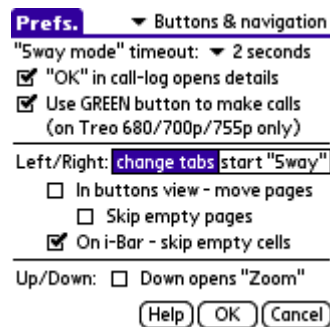 Prefs. Buttons & navigation
"5way mode" timeout: 2 seconds
"OK" in call-log opens details
Use GREEN button to make calls
(on Treo 680/700p/755p only)
Left/Right: change tabs start "5way"
In buttons view - move pages
Skip empty pages
On i-Bar - skip empty cells
Up/Down: Down opens "Zoom"
Help OK Cancel